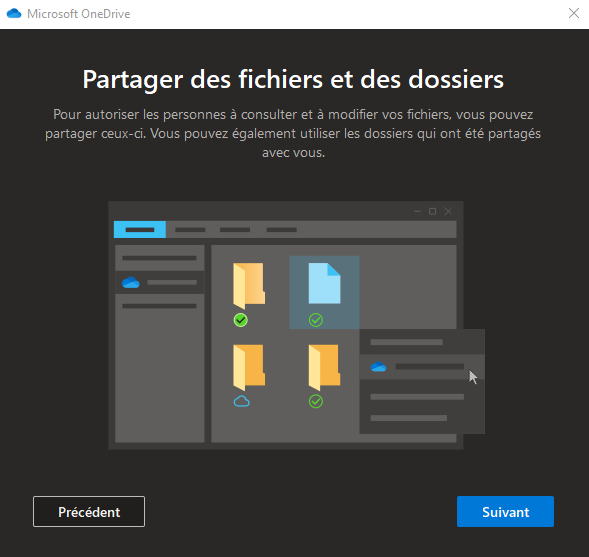 Microsoft OneDrive
Partager des fichiers et des dossiers
Pour autoriser les personnes à consulter et à modifier vos fichiers, vous pouvez
partager ceux-ci. Vous pouvez également utiliser les dossiers qui ont été partagés
avec vous.
Précédent
Suivant